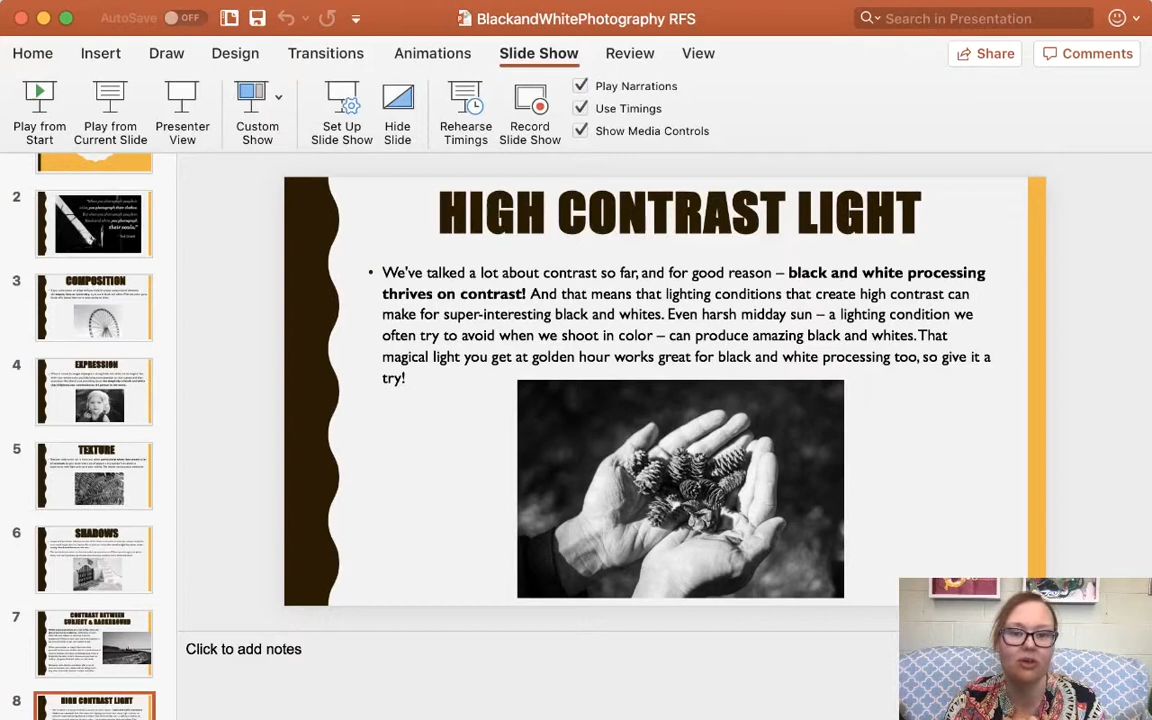 AutoSave OFF
BlackandWhitePhotography RFS
Search in Presentation
Home Insert Draw Design Transitions Animations Slide Show Review View Share Comments
Play from Start
Play from Current Slide
Presenter View
Custom Show
Set Up Slide Show
Hide Slide
Rehearse Timings
Record Slide Show
Play Narrations
Use Timings
Show Media Controls
2
3
COMPOSITION
4
EXPRESSION
5
TEXTURE
6
SHADOWS
7
CONTRAST BETWEEN
SUBJECT & BACKGROUND
8
HIGH CONTRAST LIGHT
HIGH CONTRAST LIGHT
• We've talked a lot about contrast so far, and for good reason – black and white processing
thrives on contrast! And that means that lighting conditions that create high contrast can
make for super-interesting black and whites. Even harsh midday sun – a lighting condition we
often try to avoid when we shoot in color – can produce amazing black and whites. That
magical light you get at golden hour works great for black and white processing too, so give it a
try!
Click to add notes